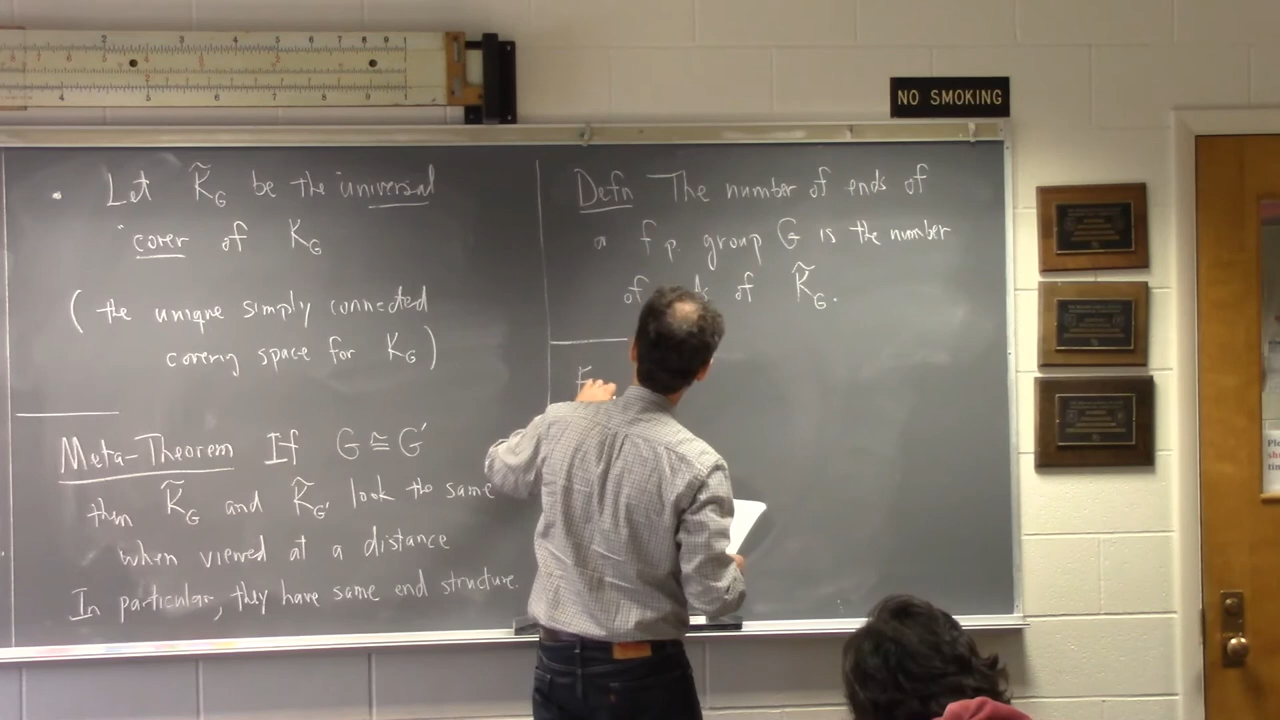 NO SMOKING
Let K̃_G be the universal
cover of K_G
(the unique simply connected
covering space for K_G)
Meta-Theorem If G ≅ G'
then K̃_G and K̃_G' look the same
when viewed at a distance
In particular, they have same end structure.
Defn The number of ends of
a f.p. group G is the number
of of K̃_G.